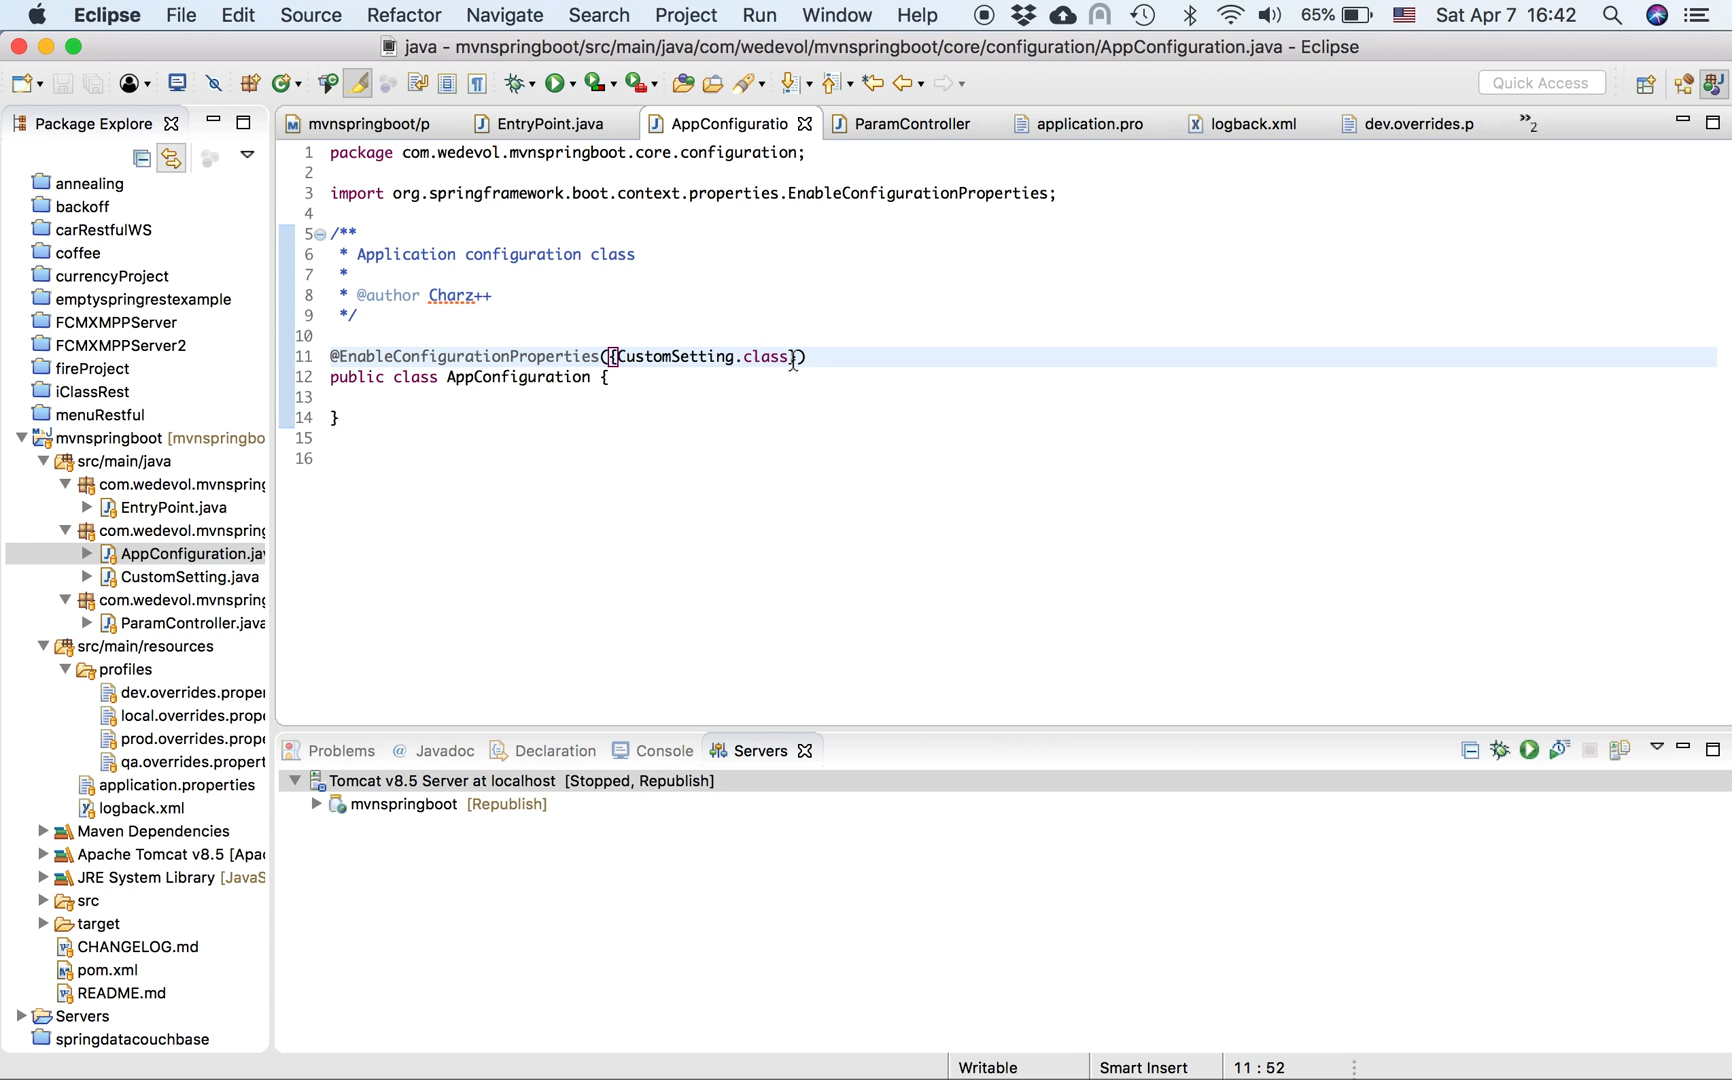 Eclipse File Edit Source Refactor Navigate Search Project Run Window Help 65% Sat Apr 7 16:42
java - mvnspringboot/src/main/java/com/wedevol/mvnspringboot/core/configuration/AppConfiguration.java - Eclipse
Quick Access
Package Explorer
annealing
backoff
carRestfulWS
coffee
currencyProject
emptyspringrestexample
FCMXMPPServer
FCMXMPPServer2
fireProject
iClassRest
menuRestful
mvnspringboot [mvnspringbo
src/main/java
com.wedevol.mvnspring
EntryPoint.java
com.wedevol.mvnspring
AppConfiguration.jav
CustomSetting.java
com.wedevol.mvnspring
ParamController.java
src/main/resources
profiles
dev.overrides.proper
local.overrides.prope
prod.overrides.prope
qa.overrides.propert
application.properties
logback.xml
Maven Dependencies
Apache Tomcat v8.5 [Apac
JRE System Library [JavaS
src
target
CHANGELOG.md
pom.xml
README.md
Servers
springdatacouchbase
mvnspringboot/p EntryPoint.java AppConfiguratio ParamController application.pro logback.xml dev.overrides.p »2
1 package com.wedevol.mvnspringboot.core.configuration;
2
3 import org.springframework.boot.context.properties.EnableConfigurationProperties;
4
5 /**
6 * Application configuration class
7 *
8 * @author Charz++
9 */
10
11 @EnableConfigurationProperties({CustomSetting.class})
12 public class AppConfiguration {
13
14 }
15
16
Problems @ Javadoc Declaration Console Servers
Tomcat v8.5 Server at localhost [Stopped, Republish]
mvnspringboot [Republish]
Writable Smart Insert 11 : 52